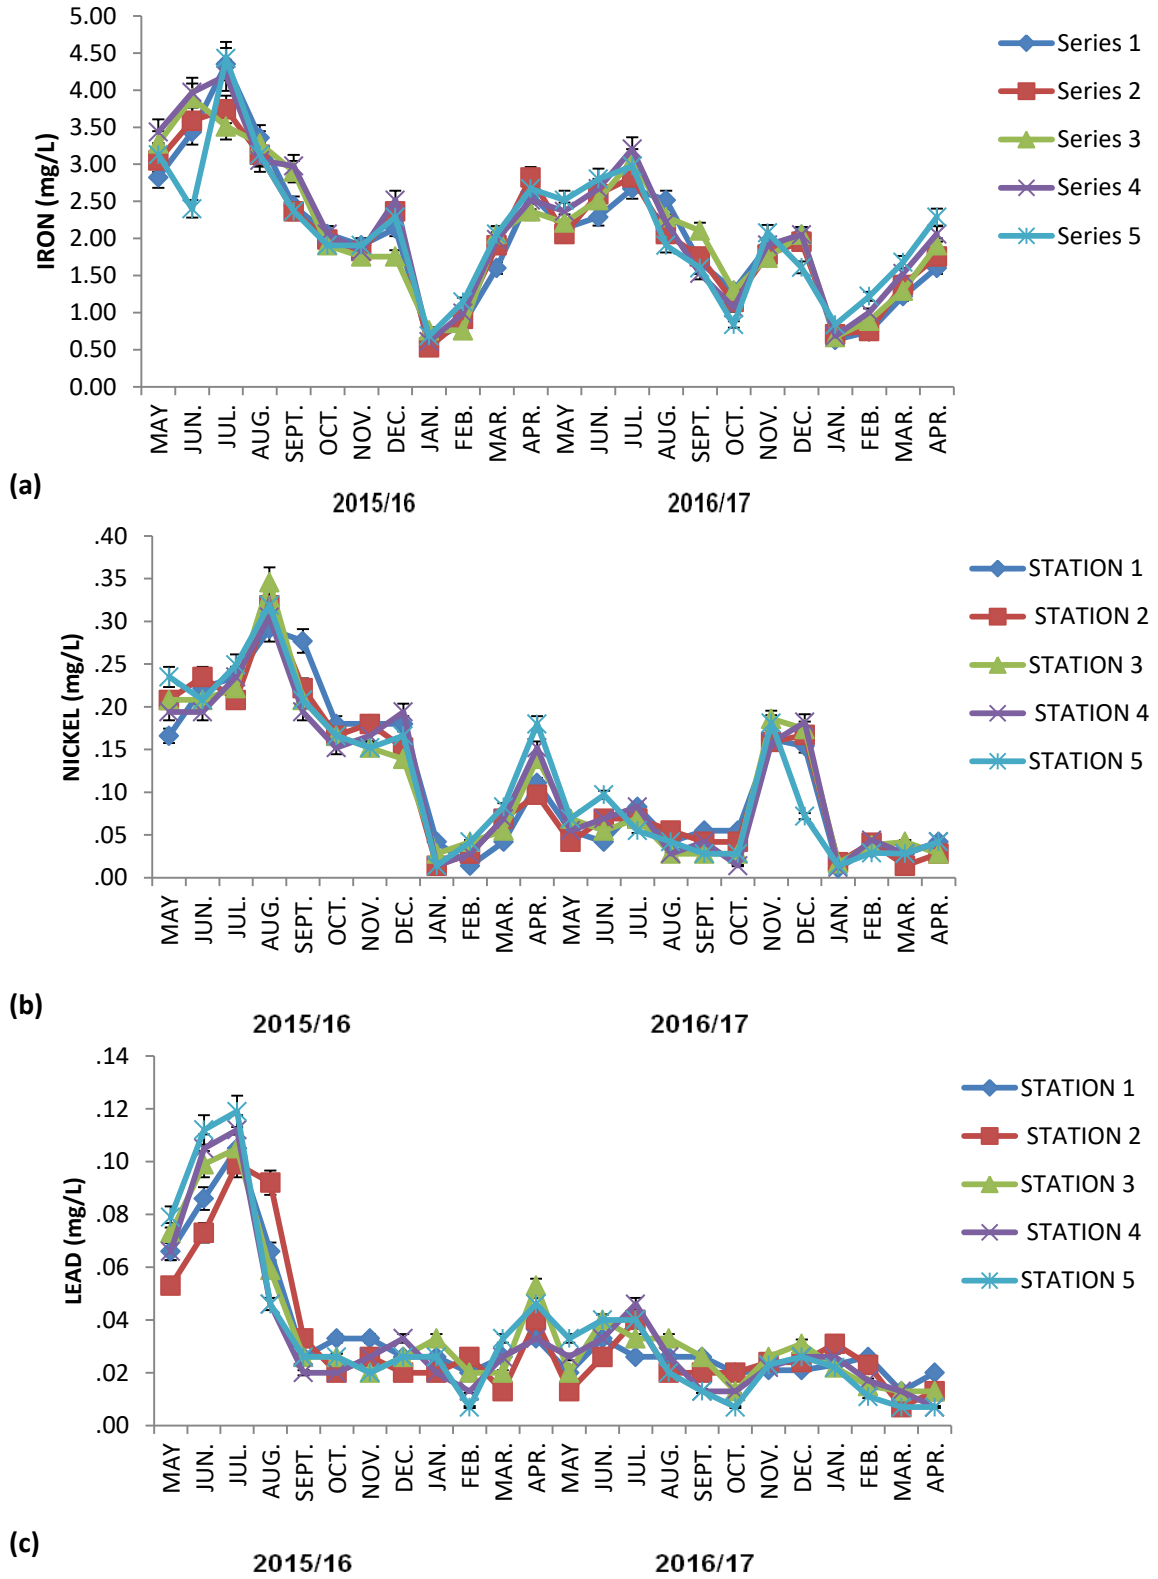 5.00
4.50
4.00
3.50
3.00
2.50
2.00
1.50
1.00
0.50
0.00
IRON (mg/L)
MAY JUN. JUL. AUG. SEPT. OCT. NOV. DEC. JAN. FEB. MAR. APR. MAY JUN. JUL. AUG. SEPT. OCT. NOV. DEC. JAN. FEB. MAR. APR.
Series 1
Series 2
Series 3
Series 4
Series 5
(a)
2015/16 2016/17
.40
.35
.30
.25
.20
.15
.10
.05
.00
NICKEL (mg/L)
MAY JUN. JUL. AUG. SEPT. OCT. NOV. DEC. JAN. FEB. MAR. APR. MAY JUN. JUL. AUG. SEPT. OCT. NOV. DEC. JAN. FEB. MAR. APR.
STATION 1
STATION 2
STATION 3
STATION 4
STATION 5
(b)
2015/16 2016/17
.14
.12
.10
.08
.06
.04
.02
.00
LEAD (mg/L)
MAY JUN. JUL. AUG. SEPT. OCT. NOV. DEC. JAN. FEB. MAR. APR. MAY JUN. JUL. AUG. SEPT. OCT. NOV. DEC. JAN. FEB. MAR. APR.
STATION 1
STATION 2
STATION 3
STATION 4
STATION 5
(c)
2015/16 2016/17